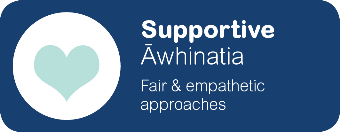 Supportive
Āwhinatia
Fair & empathetic
approaches